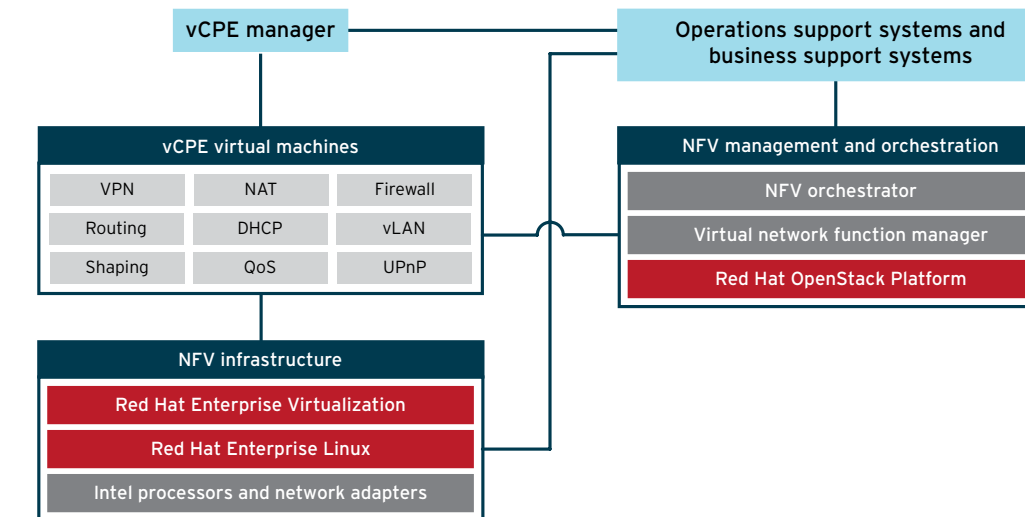 vCPE manager
Operations support systems and
business support systems
vCPE virtual machines
VPN
NAT
Firewall
Routing
DHCP
vLAN
Shaping
QoS
UPnP
NFV management and orchestration
NFV orchestrator
Virtual network function manager
Red Hat OpenStack Platform
NFV infrastructure
Red Hat Enterprise Virtualization
Red Hat Enterprise Linux
Intel processors and network adapters